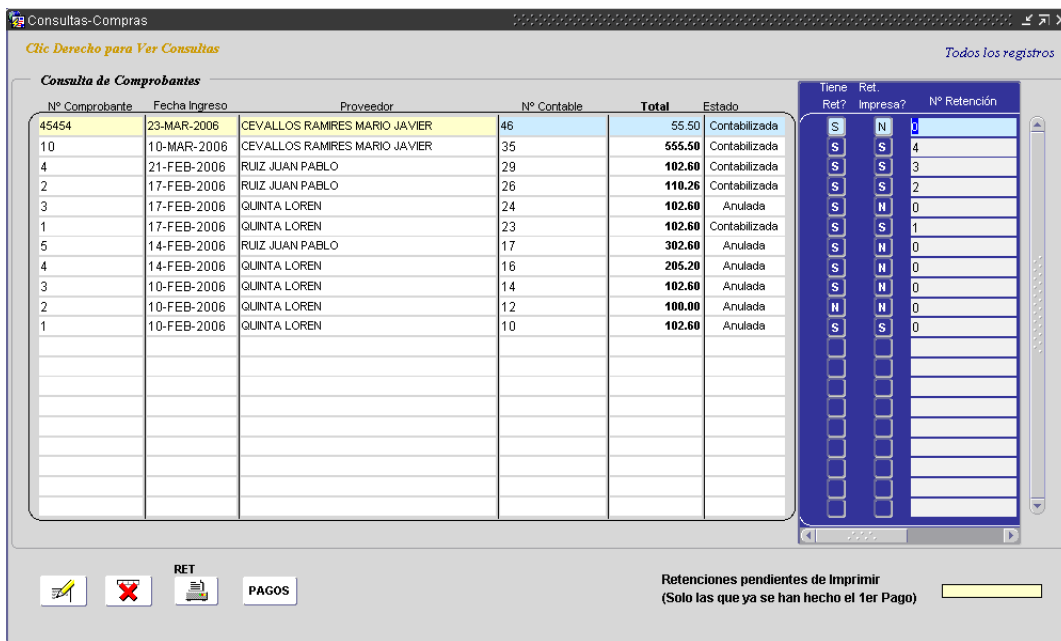 Consultas-Compras
Clic Derecho para Ver Consultas
Todos los registros
Consulta de Comprobantes
Tiene Ret? Ret. Impresa? Nº Retención
Nº Comprobante Fecha Ingreso Proveedor Nº Contable Total Estado
45454 23-MAR-2006 CEVALLOS RAMIRES MARIO JAVIER 46 55.50 Contabilizada S N 0
10 10-MAR-2006 CEVALLOS RAMIRES MARIO JAVIER 35 555.50 Contabilizada S S 4
4 21-FEB-2006 RUIZ JUAN PABLO 29 102.60 Contabilizada S S 3
2 17-FEB-2006 RUIZ JUAN PABLO 26 110.26 Contabilizada S S 2
3 17-FEB-2006 QUINTA LOREN 24 102.60 Anulada S N 0
1 17-FEB-2006 QUINTA LOREN 23 102.60 Contabilizada S S 1
5 14-FEB-2006 RUIZ JUAN PABLO 17 302.60 Anulada S N 0
4 14-FEB-2006 QUINTA LOREN 16 205.20 Anulada S N 0
3 10-FEB-2006 QUINTA LOREN 14 102.60 Anulada S N 0
2 10-FEB-2006 QUINTA LOREN 12 100.00 Anulada N N 0
1 10-FEB-2006 QUINTA LOREN 10 102.60 Anulada S S 0
RET
PAGOS
Retenciones pendientes de Imprimir
(Solo las que ya se han hecho el 1er Pago)